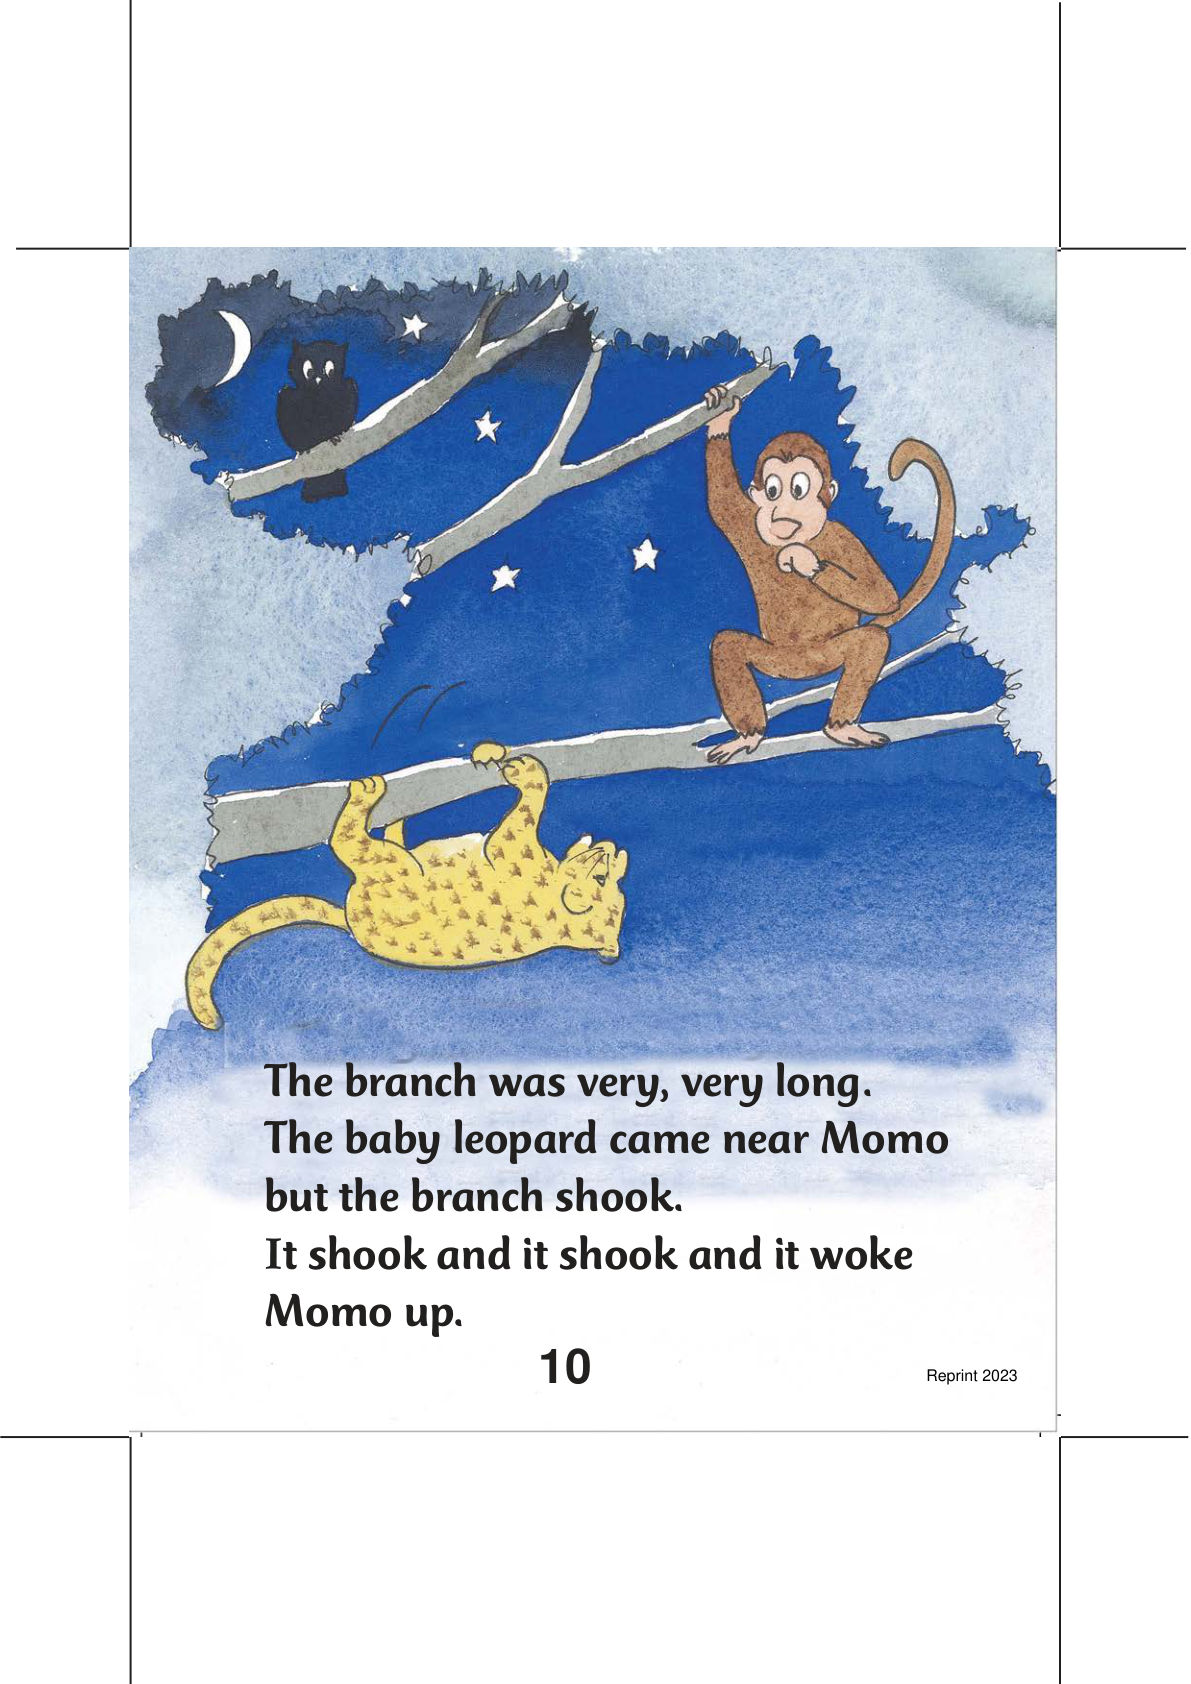 The branch was very, very long.
The baby leopard came near Momo
but the branch shook.
It shook and it shook and it woke
Momo up.
10
Reprint 2023